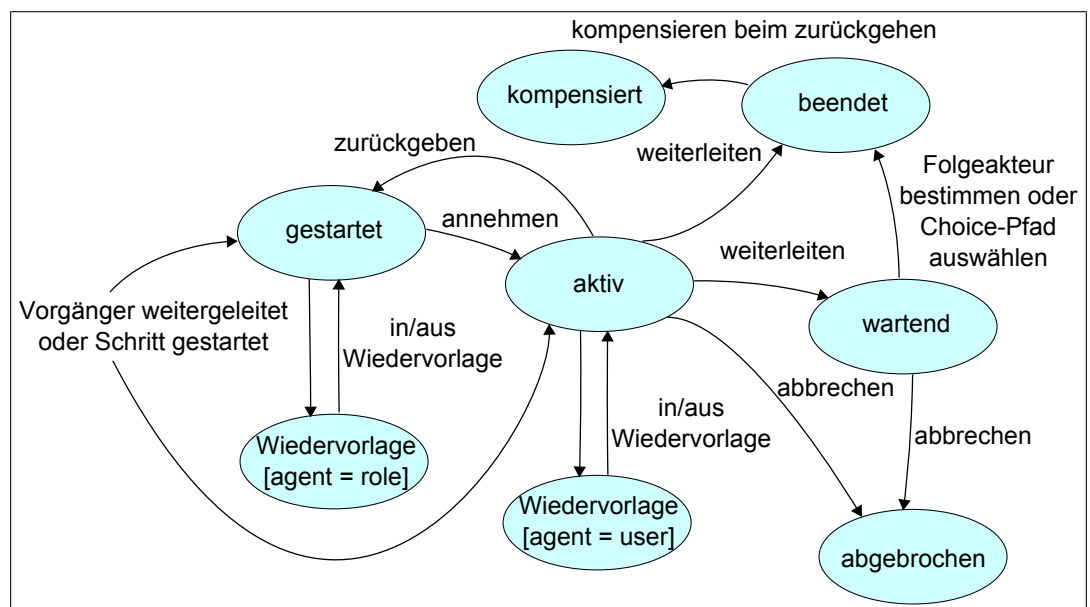 kompensieren beim zurückgehen
kompensiert
beendet
zurückgeben
weiterleiten
Folgeakteur
bestimmen oder
Choice-Pfad
auswählen
gestartet
annehmen
weiterleiten
aktiv
Vorgänger weitergeleitet
oder Schritt gestartet
in/aus
Wiedervorlage
wartend
abbrechen
in/aus
Wiedervorlage
abbrechen
Wiedervorlage
[agent = role]
Wiedervorlage
[agent = user]
abgebrochen